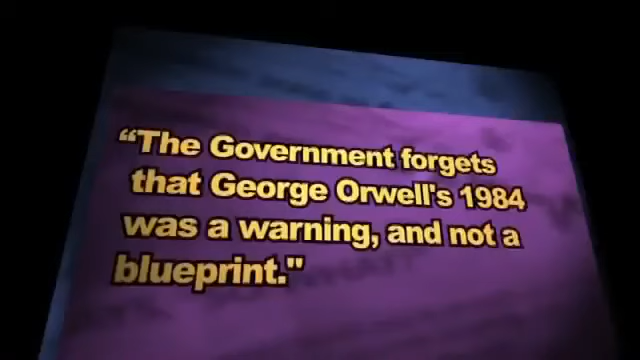 “The Government forgets
that George Orwell's 1984
was a warning, and not a
blueprint."